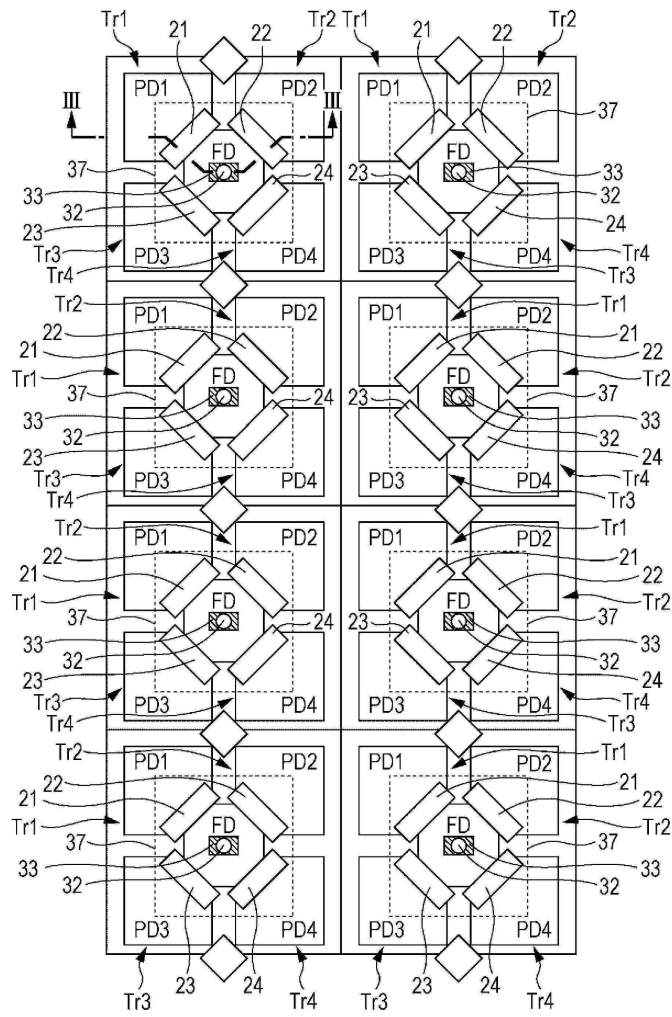 Tr1 21 22 Tr2 Tr1 21 22 Tr2
PD1 PD2 PD1 PD2
III III 37
37 FD FD
33 24 23 33
32 32
23 24
Tr3 PD3 PD4 PD3 PD4 Tr4
Tr4 Tr3
Tr2 PD1 PD2 PD1 Tr1 PD2
22 21
21 22
Tr1 FD FD Tr2
37 24 23 37
33 33
32 32
23 24
Tr3 PD3 PD4 PD3 PD4 Tr4
Tr4 Tr3
Tr2 PD1 PD2 PD1 Tr1 PD2
22 21
21 22
Tr1 FD FD Tr2
37 24 23 37
33 33
32 32
23 24
Tr3 PD3 PD4 PD3 PD4 Tr4
Tr4 Tr3
Tr2 PD1 PD2 PD1 Tr1 PD2
22 21
21 22
Tr1 FD FD Tr2
37 37
33 33
32 32
PD3 PD4 PD3 PD4
Tr3 23 24 Tr4 Tr3 23 24 Tr4